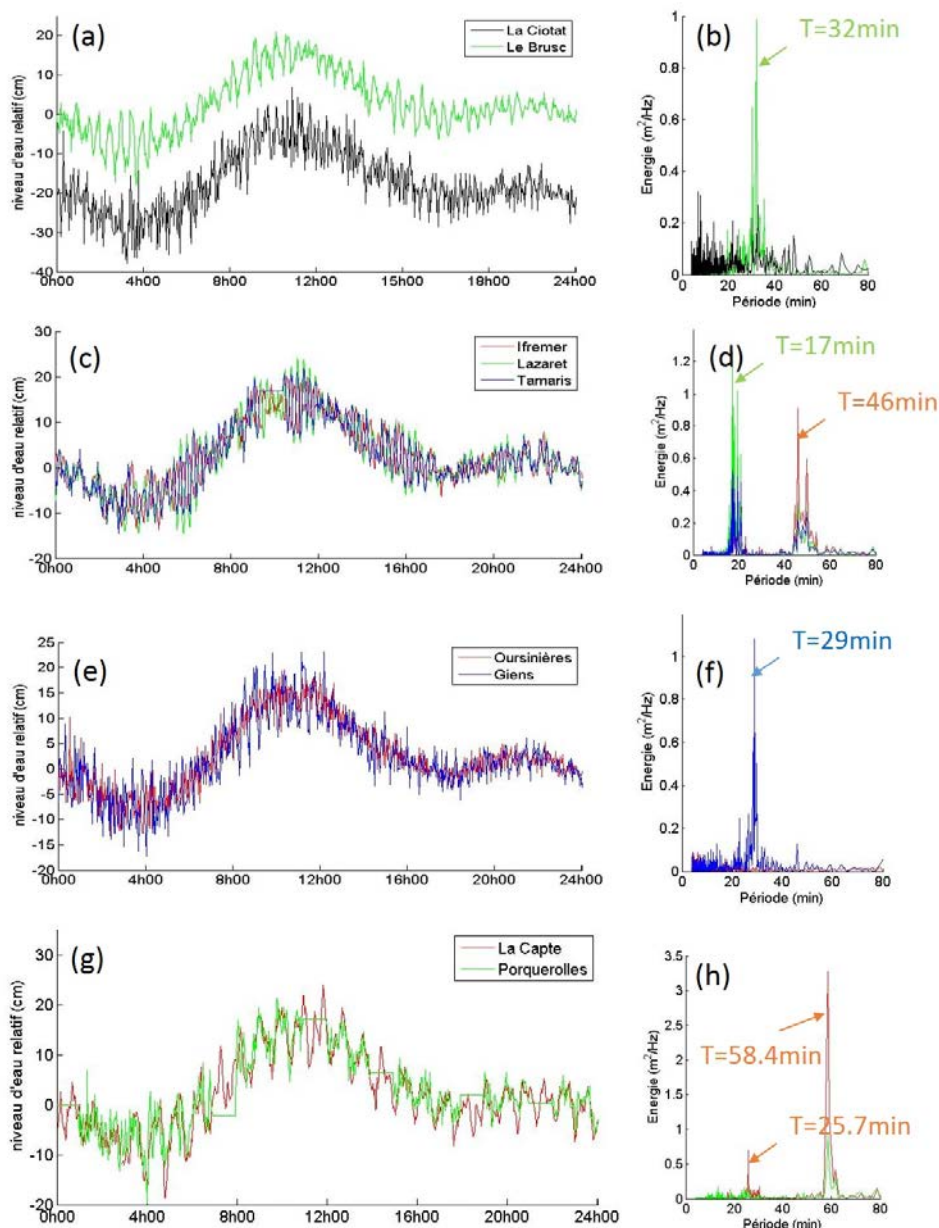 (a)
La Ciotat
Le Brusc
niveau d'eau relatif (cm)
20
10
0
-10
-20
-30
-40
0h00 4h00 8h00 12h00 15h00 18h00 24h00
(b)
T=32min
Energie (m²/Hz)
1
0.8
0.6
0.4
0.2
0
0 20 40 60 80
Période (min)
(c)
Ifremer
Lazaret
Tamaris
niveau d'eau relatif (cm)
30
20
10
0
-10
-20
0h00 4h00 8h00 12h00 16h00 20h00 24h00
(d)
T=17min
T=46min
Energie (m²/Hz)
1.2
1
0.8
0.6
0.4
0.2
0
0 20 40 60 80
Période (min)
(e)
Oursinières
Giens
niveau d'eau relatif (cm)
25
20
15
10
5
0
-5
-10
-15
-20
0h00 4h00 8h00 12h00 16h00 20h00 24h00
(f)
T=29min
Energie (m²/Hz)
1
0.8
0.6
0.4
0.2
0
0 20 40 60 80
Période (min)
(g)
La Capte
Porquerolles
niveau d'eau relatif (cm)
30
20
10
0
-10
-20
0h00 4h00 8h00 12h00 16h00 20h00 24h00
(h)
T=58.4min
T=25.7min
Energie (m²/Hz)
3.5
3
2.5
2
1.5
1
0.5
0
0 20 40 60 80
Période (min)